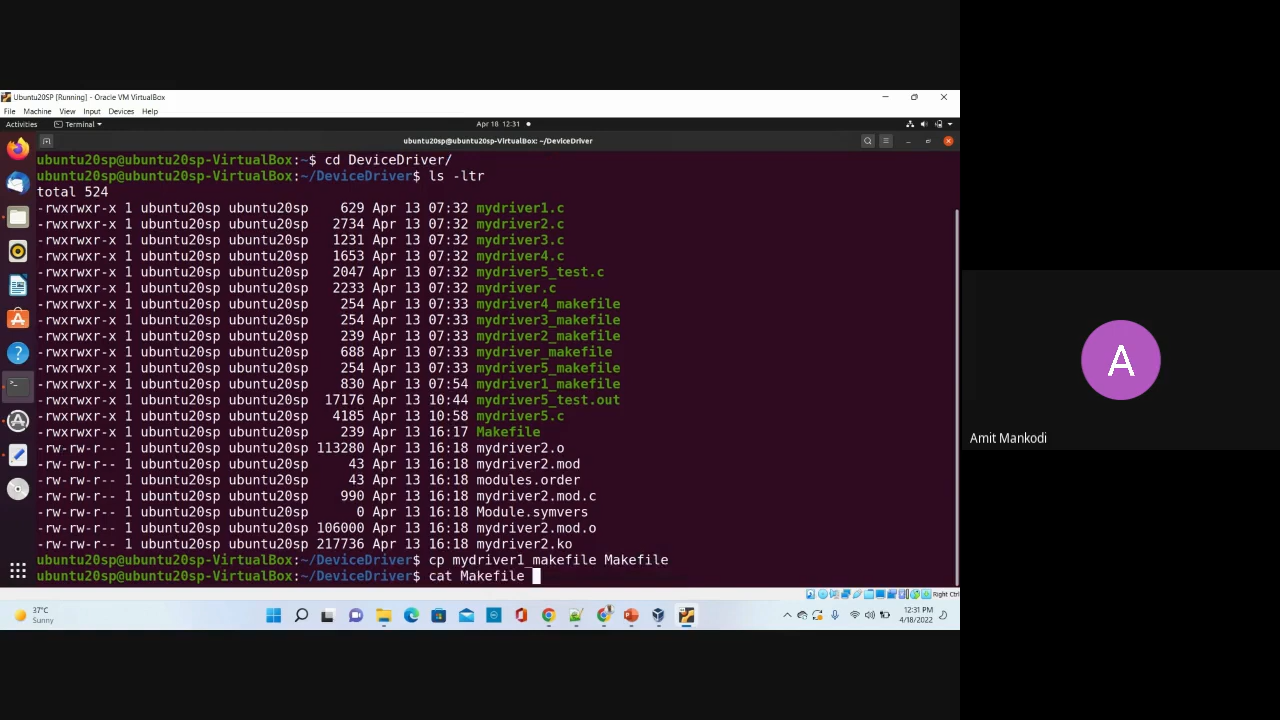 Ubuntu20SP [Running] - Oracle VM VirtualBox
File Machine View Input Devices Help
Activities Terminal Apr 18 12:31
ubuntu20sp@ubuntu20sp-VirtualBox: ~/DeviceDriver
ubuntu20sp@ubuntu20sp-VirtualBox:~$ cd DeviceDriver/
ubuntu20sp@ubuntu20sp-VirtualBox:~/DeviceDriver$ ls -ltr
total 524
-rwxrwxr-x 1 ubuntu20sp ubuntu20sp 629 Apr 13 07:32 mydriver1.c
-rwxrwxr-x 1 ubuntu20sp ubuntu20sp 2734 Apr 13 07:32 mydriver2.c
-rwxrwxr-x 1 ubuntu20sp ubuntu20sp 1231 Apr 13 07:32 mydriver3.c
-rwxrwxr-x 1 ubuntu20sp ubuntu20sp 1653 Apr 13 07:32 mydriver4.c
-rwxrwxr-x 1 ubuntu20sp ubuntu20sp 2047 Apr 13 07:32 mydriver5_test.c
-rwxrwxr-x 1 ubuntu20sp ubuntu20sp 2233 Apr 13 07:32 mydriver.c
-rwxrwxr-x 1 ubuntu20sp ubuntu20sp 254 Apr 13 07:33 mydriver4_makefile
-rwxrwxr-x 1 ubuntu20sp ubuntu20sp 254 Apr 13 07:33 mydriver3_makefile
-rwxrwxr-x 1 ubuntu20sp ubuntu20sp 239 Apr 13 07:33 mydriver2_makefile
-rwxrwxr-x 1 ubuntu20sp ubuntu20sp 688 Apr 13 07:33 mydriver_makefile
-rwxrwxr-x 1 ubuntu20sp ubuntu20sp 254 Apr 13 07:33 mydriver5_makefile
-rwxrwxr-x 1 ubuntu20sp ubuntu20sp 830 Apr 13 07:54 mydriver1_makefile
-rwxrwxr-x 1 ubuntu20sp ubuntu20sp 17176 Apr 13 10:44 mydriver5_test.out
-rwxrwxr-x 1 ubuntu20sp ubuntu20sp 4185 Apr 13 10:58 mydriver5.c
-rwxrwxr-x 1 ubuntu20sp ubuntu20sp 239 Apr 13 16:17 Makefile
-rw-rw-r-- 1 ubuntu20sp ubuntu20sp 113280 Apr 13 16:18 mydriver2.o
-rw-rw-r-- 1 ubuntu20sp ubuntu20sp 43 Apr 13 16:18 mydriver2.mod
-rw-rw-r-- 1 ubuntu20sp ubuntu20sp 43 Apr 13 16:18 modules.order
-rw-rw-r-- 1 ubuntu20sp ubuntu20sp 990 Apr 13 16:18 mydriver2.mod.c
-rw-rw-r-- 1 ubuntu20sp ubuntu20sp 0 Apr 13 16:18 Module.symvers
-rw-rw-r-- 1 ubuntu20sp ubuntu20sp 106000 Apr 13 16:18 mydriver2.mod.o
-rw-rw-r-- 1 ubuntu20sp ubuntu20sp 217736 Apr 13 16:18 mydriver2.ko
ubuntu20sp@ubuntu20sp-VirtualBox:~/DeviceDriver$ cp mydriver1_makefile Makefile
ubuntu20sp@ubuntu20sp-VirtualBox:~/DeviceDriver$ cat Makefile
Right Ctrl
37°C
Sunny
12:31 PM
4/18/2022
A
Amit Mankodi